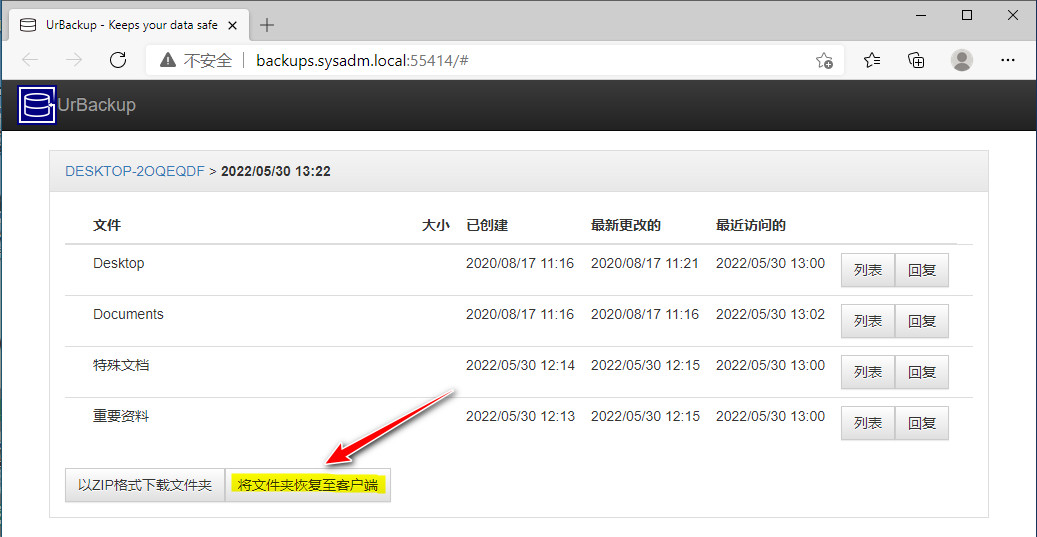 UrBackup - Keeps your data safe
不安全 | backups.sysadm.local:55414/#
UrBackup
DESKTOP-2OQEQDF > 2022/05/30 13:22
文件 大小 已创建 最新更改的 最近访问的
Desktop 2020/08/17 11:16 2020/08/17 11:21 2022/05/30 13:00 列表 回复
Documents 2020/08/17 11:16 2020/08/17 11:16 2022/05/30 13:02 列表 回复
特殊文档 2022/05/30 12:14 2022/05/30 12:15 2022/05/30 13:00 列表 回复
重要资料 2022/05/30 12:13 2022/05/30 12:15 2022/05/30 13:00 列表 回复
以ZIP格式下载文件夹 将文件夹恢复至客户端